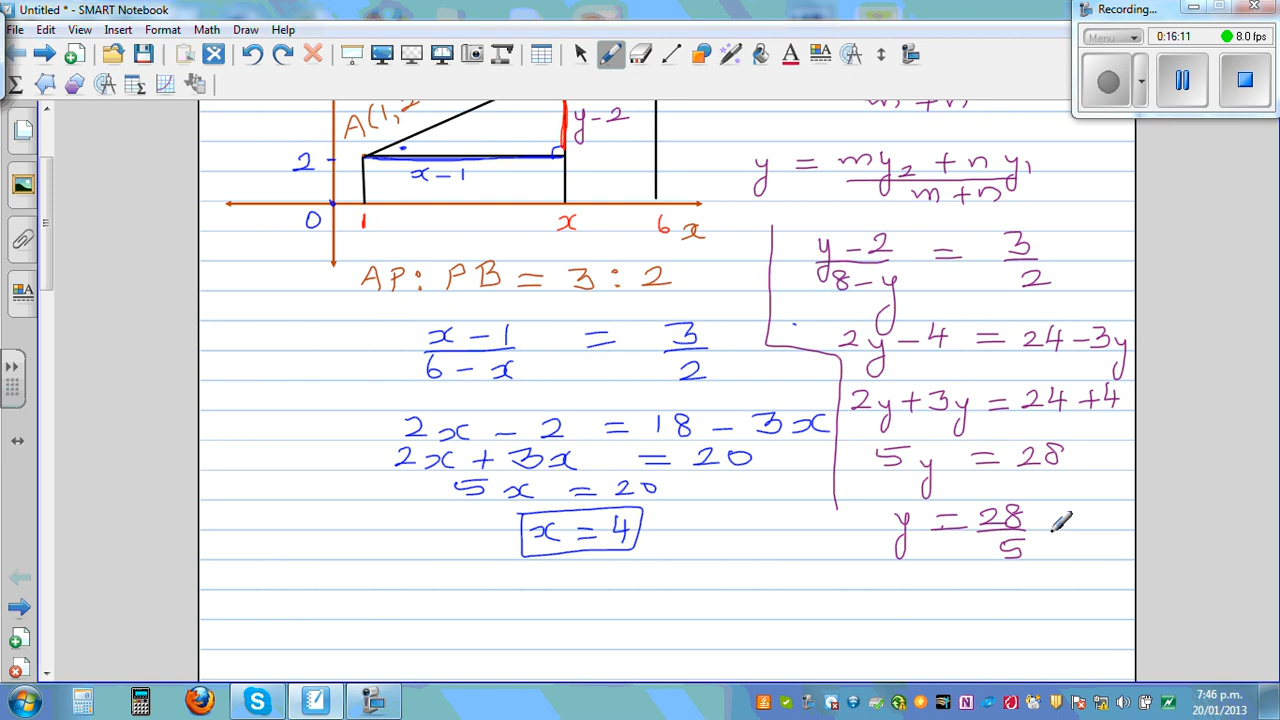 Untitled * - SMART Notebook
File Edit View Insert Format Math Draw Help
Recording...
Menu
0:16:11
8.0 fps
A(1, 2
y-2
2
x-1
0
1
x
6
x
AP : PB = 3 : 2
x-1 / 6-x = 3/2
2x - 2 = 18 - 3x
2x + 3x = 20
5x = 20
x = 4
m + n
y = my₂ + ny₁ / m+n
y-2 / 8-y = 3/2
2y - 4 = 24 - 3y
2y + 3y = 24 + 4
5y = 28
y = 28/5
7:46 p.m.
20/01/2013